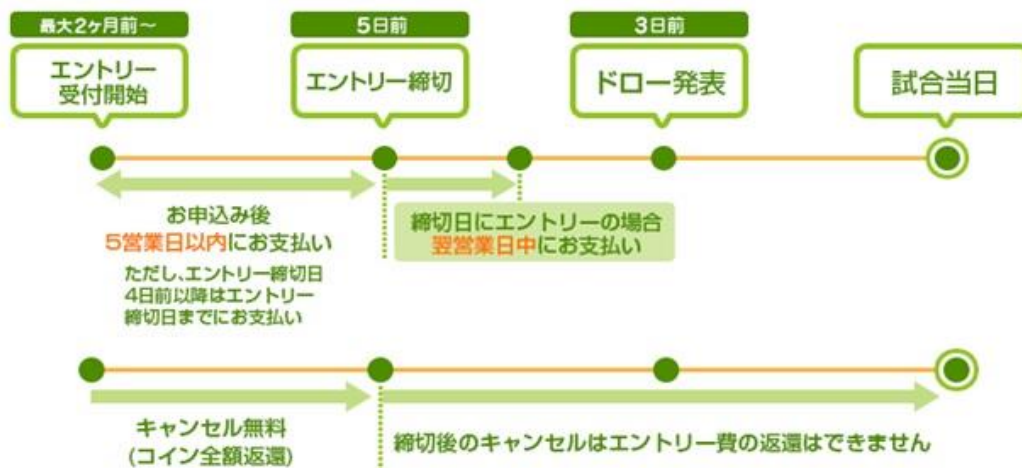 最大2ヶ月前～
5日前
3日前
エントリー
受付開始
エントリー締切
ドロー発表
試合当日
お申込み後
5営業日以内にお支払い
ただし、エントリー締切日
4日前以降はエントリー
締切日までにお支払い
締切日にエントリーの場合
翌営業日中にお支払い
キャンセル無料
(コイン全額返還)
締切後のキャンセルはエントリー費の返還はできません